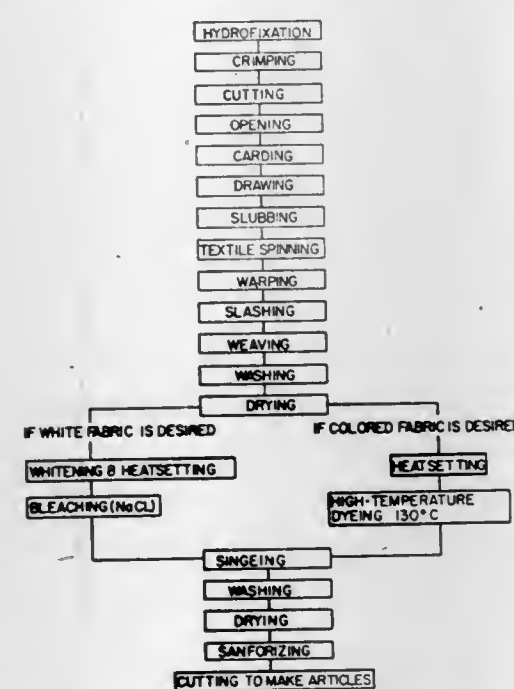 HYDROFIXATION
CRIMPING
CUTTING
OPENING
CARDING
DRAWING
SLUBBING
TEXTILE SPINNING
WARPING
SLASHING
WEAVING
WASHING
DRYING
IF WHITE FABRIC IS DESIRED
WHITENING & HEATSETTING
BLEACHING (NaCL)
IF COLORED FABRIC IS DESIRED
HEATSETTING
HIGH-TEMPERATURE
DYEING 130°C
SINGEING
WASHING
DRYING
SANFORIZING
CUTTING TO MAKE ARTICLES